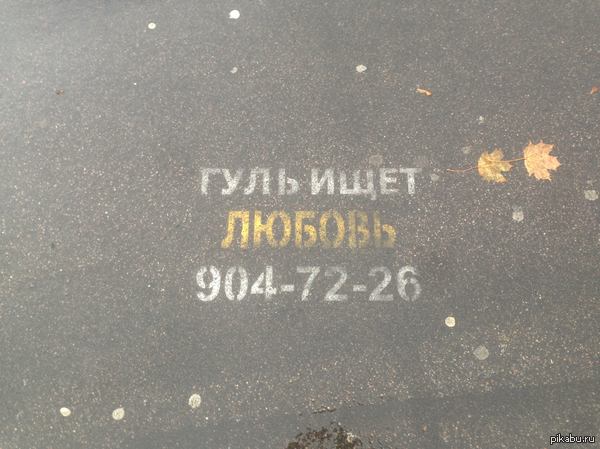 ГУЛЬ ИЩЕТ
ЛЮБОВЬ
904-72-26
pikabu.ru